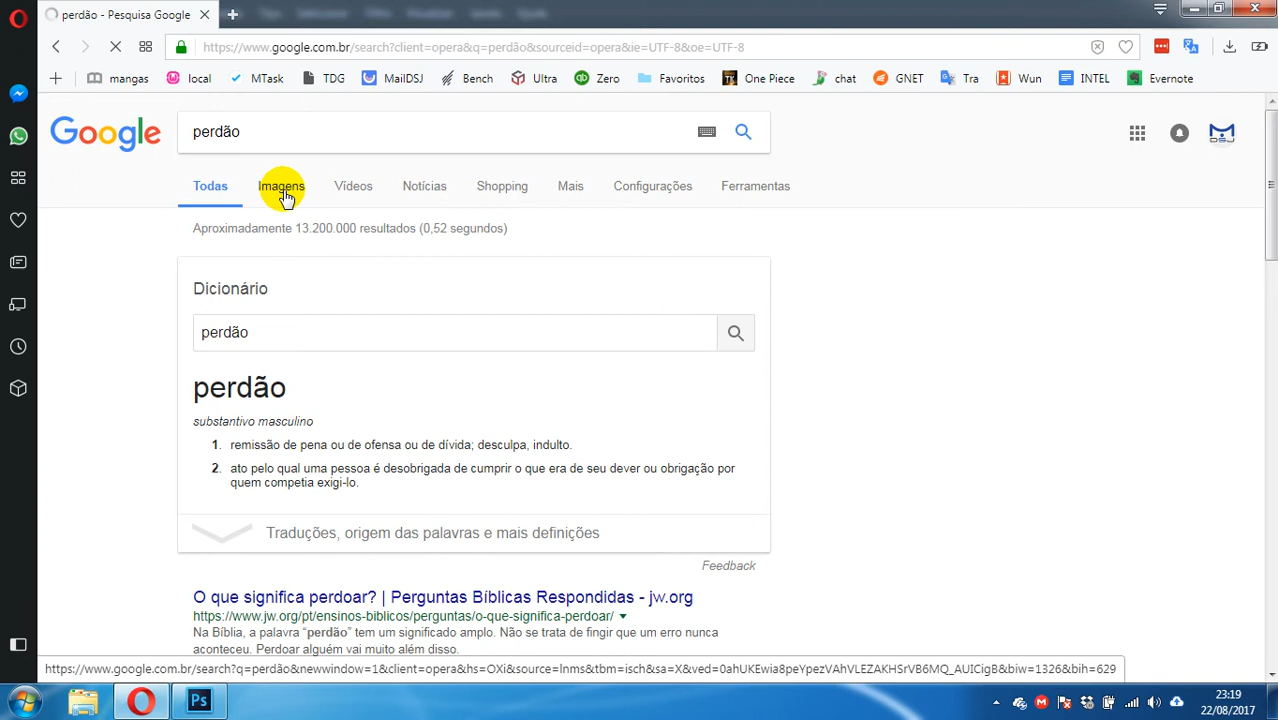 perdão - Pesquisa Google
https://www.google.com.br/search?client=opera&q=perdão&sourceid=opera&ie=UTF-8&oe=UTF-8
mangas local MTask TDG MailDSJ Bench Ultra Zero Favoritos One Piece chat GNET Tra Wun INTEL Evernote
Google perdão
Todas Imagens Vídeos Notícias Shopping Mais Configurações Ferramentas
Aproximadamente 13.200.000 resultados (0,52 segundos)
Dicionário
perdão
perdão
substantivo masculino
1. remissão de pena ou de ofensa ou de dívida; desculpa, indulto.
2. ato pelo qual uma pessoa é desobrigada de cumprir o que era de seu dever ou obrigação por
quem competia exigi-lo.
Traduções, origem das palavras e mais definições
Feedback
O que significa perdoar? | Perguntas Bíblicas Respondidas - jw.org
https://www.jw.org/pt/ensinos-biblicos/perguntas/o-que-significa-perdoar/
Na Bíblia, a palavra “perdão” tem um significado amplo. Não se trata de fingir que um erro nunca
aconteceu. Perdoar alguém vai muito além disso.
https://www.google.com.br/search?q=perdão&newwindow=1&client=opera&hs=OXi&source=lnms&tbm=isch&sa=X&ved=0ahUKEwia8peYpezVAhVLEZAKHSrVB6MQ_AUICigB&biw=1326&bih=629
Ps
23:19
22/08/2017